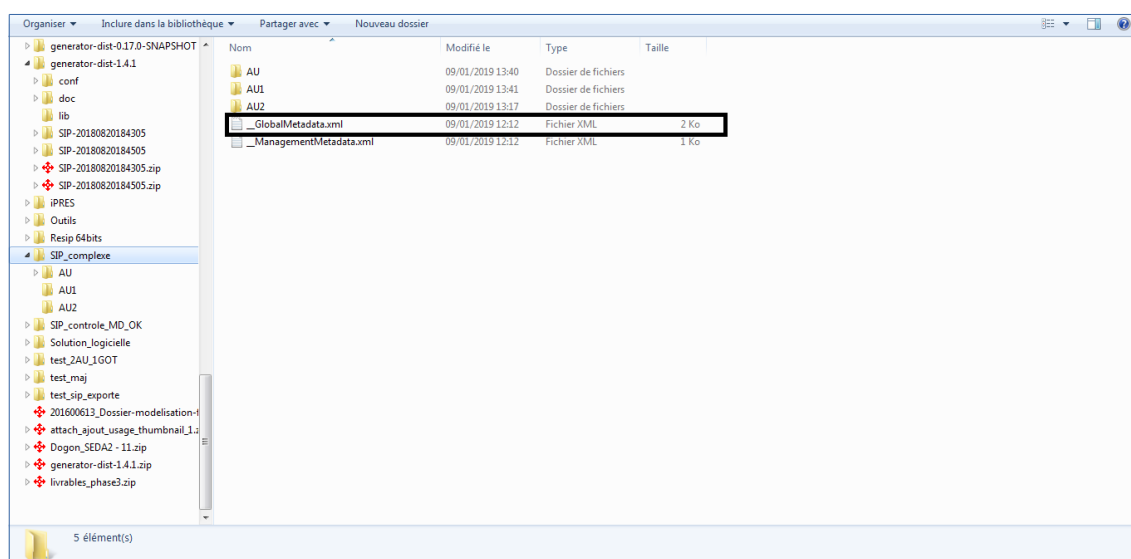 Organiser Inclure dans la bibliothèque Partager avec Nouveau dossier
generator-dist-0.17.0-SNAPSHOT
generator-dist-1.4.1
conf
doc
lib
SIP-20180820184305
SIP-20180820184505
SIP-20180820184305.zip
SIP-20180820184505.zip
iPRES
Outils
Resip 64bits
SIP_complexe
AU
AU1
AU2
SIP_controle_MD_OK
Solution_logicielle
test_2AU_1GOT
test_maj
test_sip_exporte
201600613_Dossier-modelisation-
attach_ajout_usage_thumbnail_1.z
Dogon_SEDA2 - 11.zip
generator-dist-1.4.1.zip
livrables_phase3.zip
Nom Modifié le Type Taille
AU 09/01/2019 13:40 Dossier de fichiers
AU1 09/01/2019 13:41 Dossier de fichiers
AU2 09/01/2019 13:17 Dossier de fichiers
__GlobalMetadata.xml 09/01/2019 12:12 Fichier XML 2 Ko
__ManagementMetadata.xml 09/01/2019 12:12 Fichier XML 1 Ko
5 élément(s)